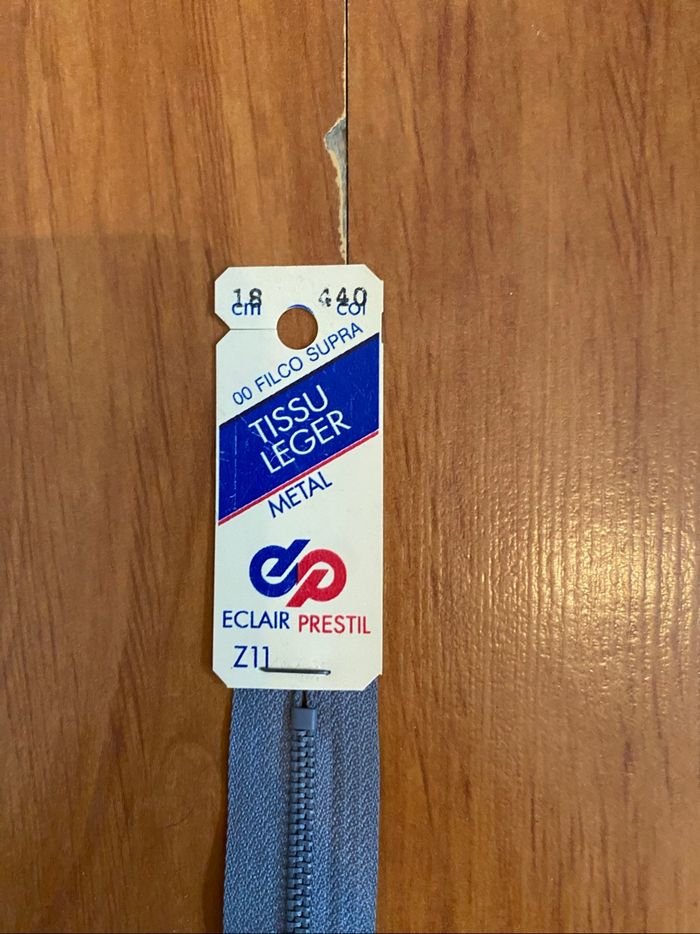 18 440
cm col
00 FILCO SUPRA
TISSU
LEGER
METAL
ECLAIR PRESTIL
Z11